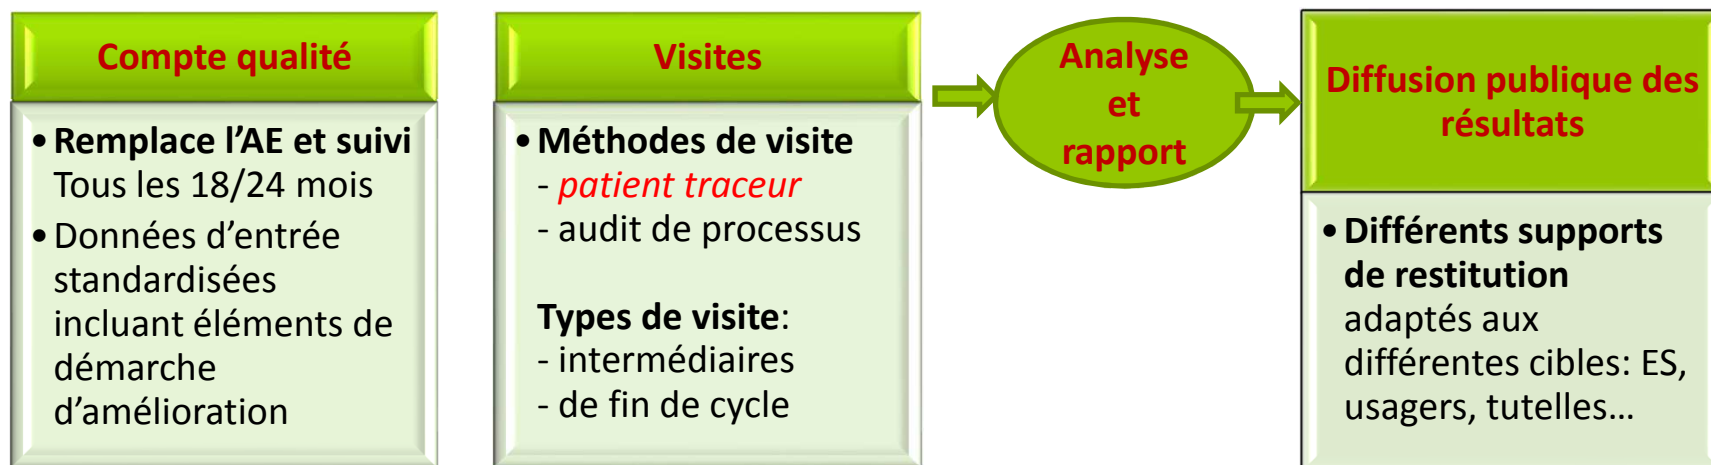 Compte qualité
• Remplace l’AE et suivi
Tous les 18/24 mois
• Données d’entrée
standardisées
incluant éléments de
démarche
d’amélioration
Visites
• Méthodes de visite
- patient traceur
- audit de processus
Types de visite:
- intermédiaires
- de fin de cycle
Analyse
et
rapport
Diffusion publique des
résultats
• Différents supports
de restitution
adaptés aux
différentes cibles: ES,
usagers, tutelles…